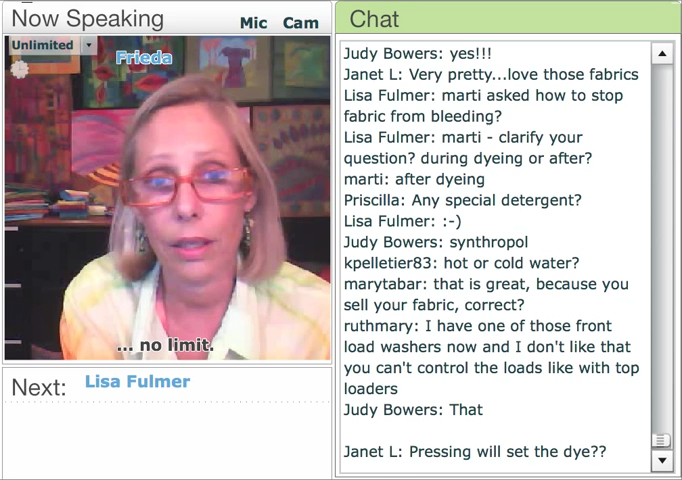 Now Speaking
Mic Cam
Unlimited
Frieda
... no limit.
Next:
Lisa Fulmer
Chat
Judy Bowers: yes!!!
Janet L: Very pretty...love those fabrics
Lisa Fulmer: marti asked how to stop
fabric from bleeding?
Lisa Fulmer: marti - clarify your
question? during dyeing or after?
marti: after dyeing
Priscilla: Any special detergent?
Lisa Fulmer: :-)
Judy Bowers: synthropol
kpelletier83: hot or cold water?
marytabar: that is great, because you
sell your fabric, correct?
ruthmary: I have one of those front
load washers now and I don't like that
you can't control the loads like with top
loaders
Judy Bowers: That
Janet L: Pressing will set the dye??